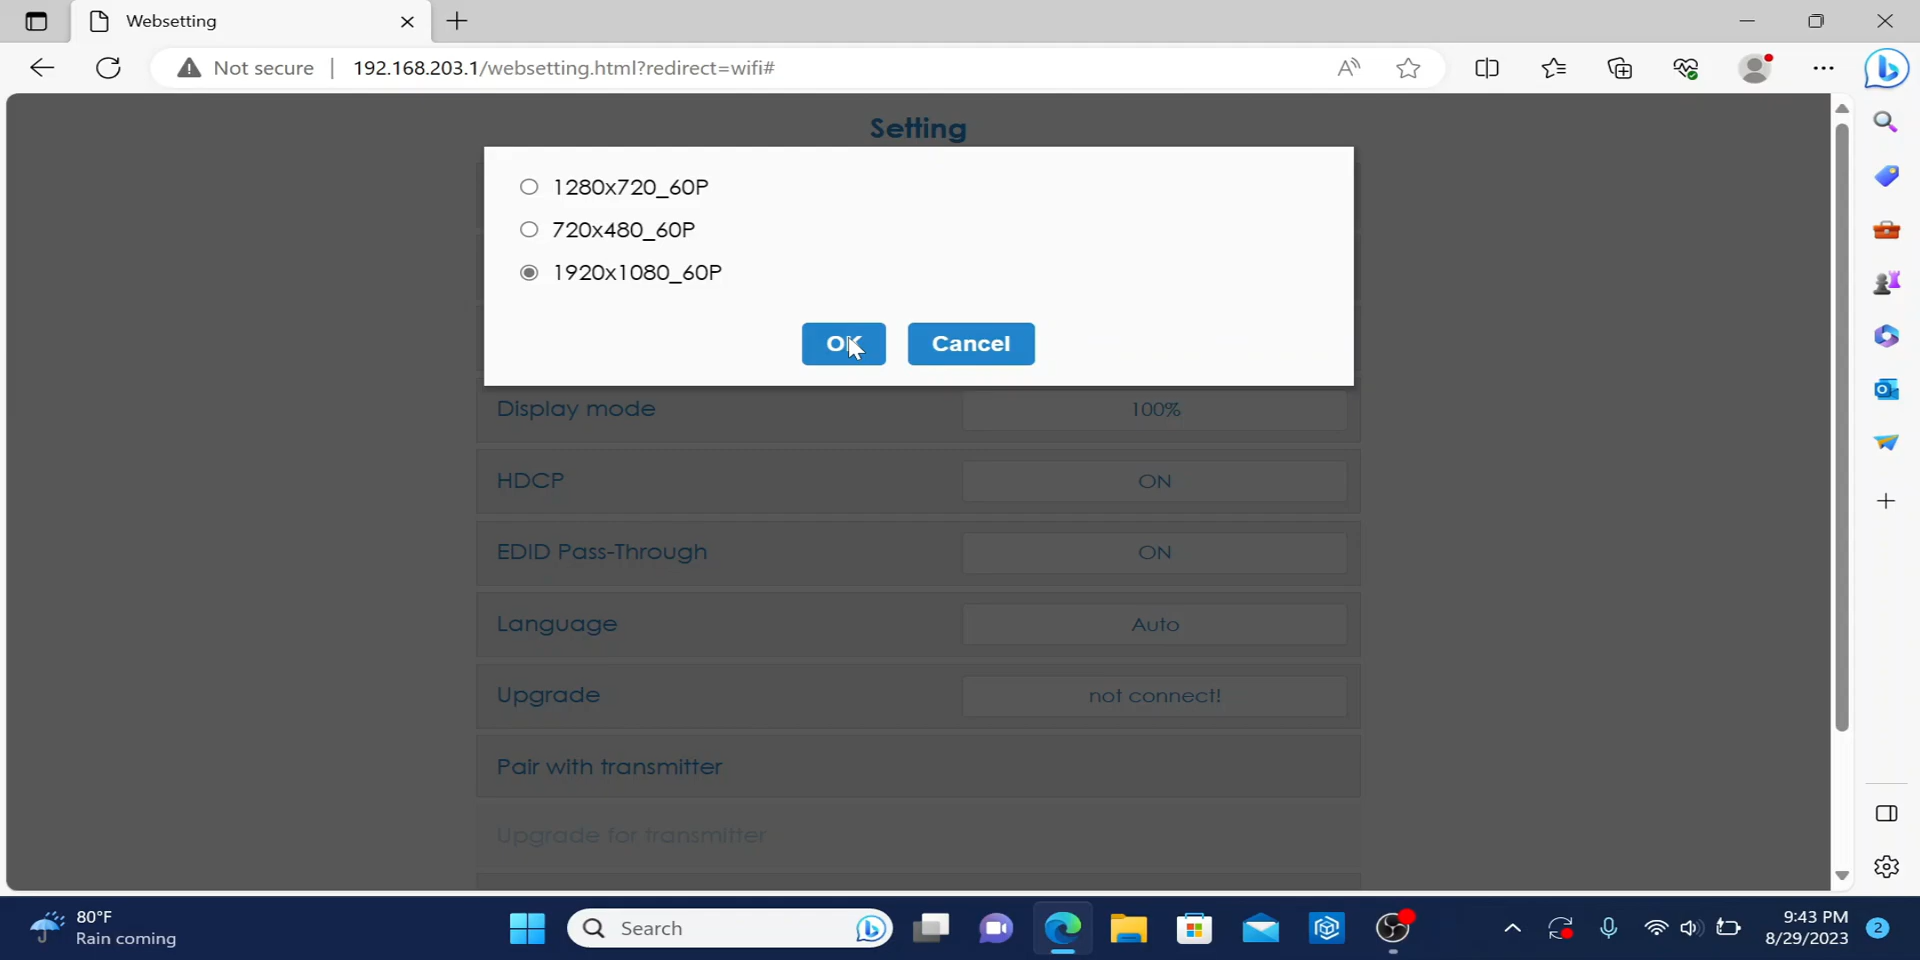 Websetting
Not secure | 192.168.203.1/websetting.html?redirect=wifi#
Setting
1280x720_60P
720x480_60P
1920x1080_60P
OK
Cancel
Display mode 100%
HDCP ON
EDID Pass-Through ON
Language Auto
Upgrade not connect!
Pair with transmitter
Upgrade for transmitter
80°F
Rain coming
Search
9:43 PM
8/29/2023
2